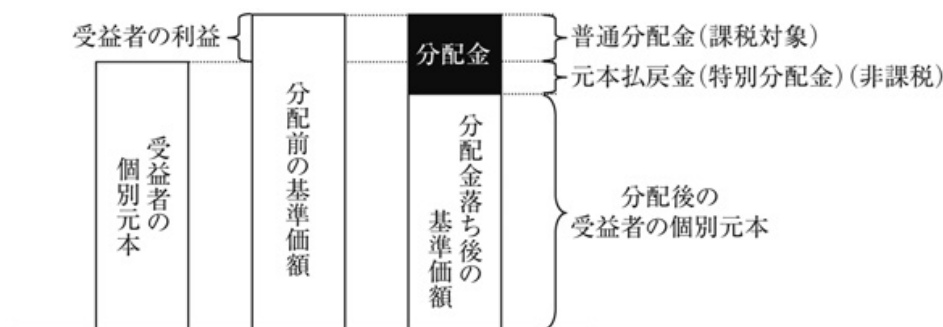 受益者の利益
分配金
普通分配金(課税対象)
元本払戻金(特別分配金)(非課税)
受益者の
個別元本
分配前の基準価額
分配金落ち後の
基準価額
分配後の
受益者の個別元本